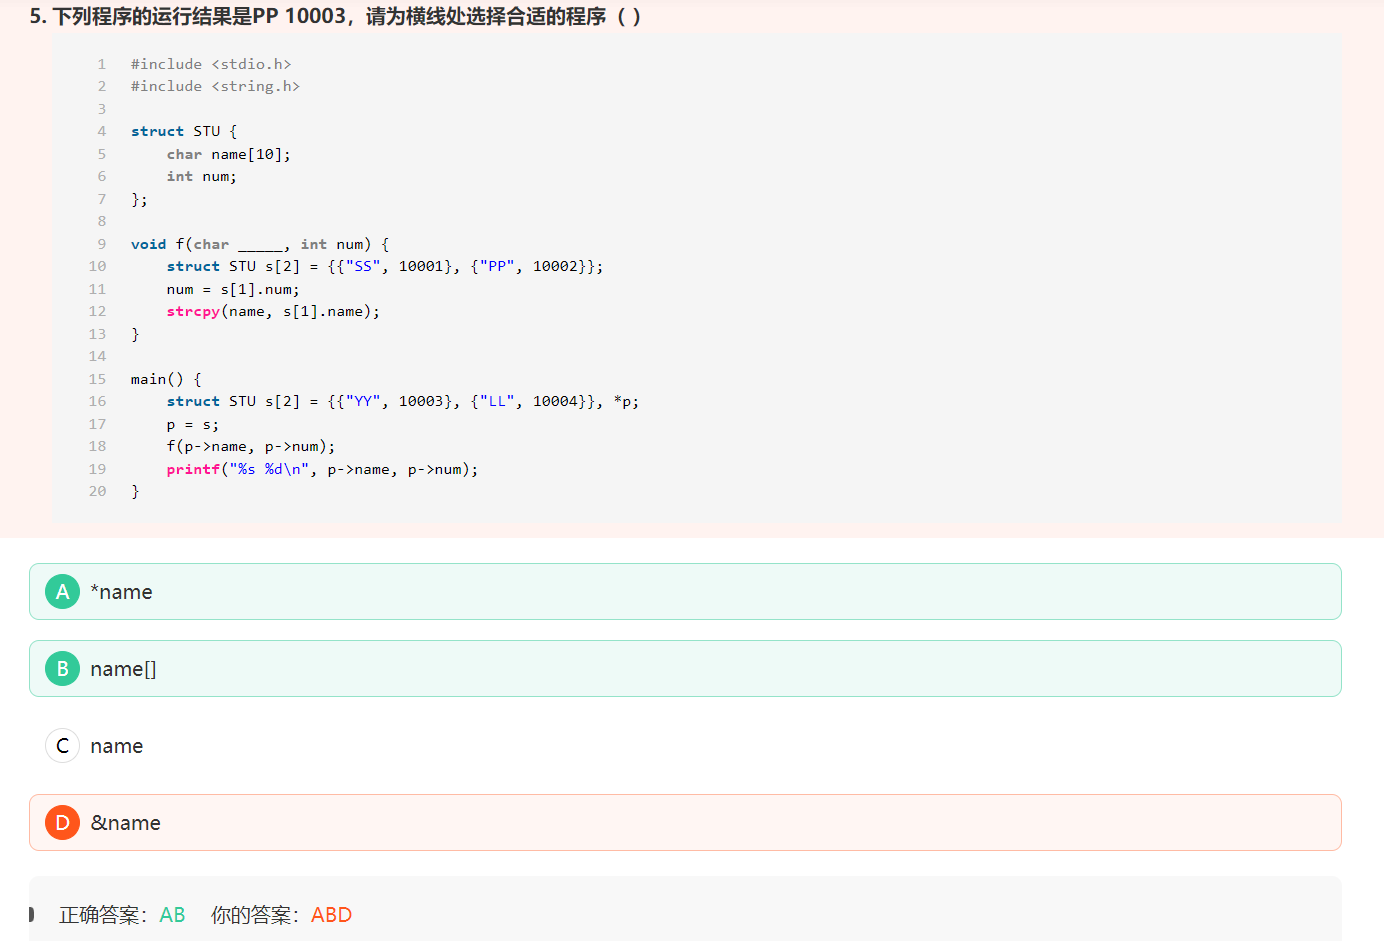 5. 下列程序的运行结果是PP 10003，请为横线处选择合适的程序（ ）
1 #include <stdio.h>
2 #include <string.h>
3
4 struct STU {
5     char name[10];
6     int num;
7 };
8
9 void f(char _____, int num) {
10     struct STU s[2] = {{"SS", 10001}, {"PP", 10002}};
11     num = s[1].num;
12     strcpy(name, s[1].name);
13 }
14
15 main() {
16     struct STU s[2] = {{"YY", 10003}, {"LL", 10004}}, *p;
17     p = s;
18     f(p->name, p->num);
19     printf("%s %d\n", p->name, p->num);
20 }
A *name
B name[]
C name
D &name
正确答案：AB 你的答案：ABD